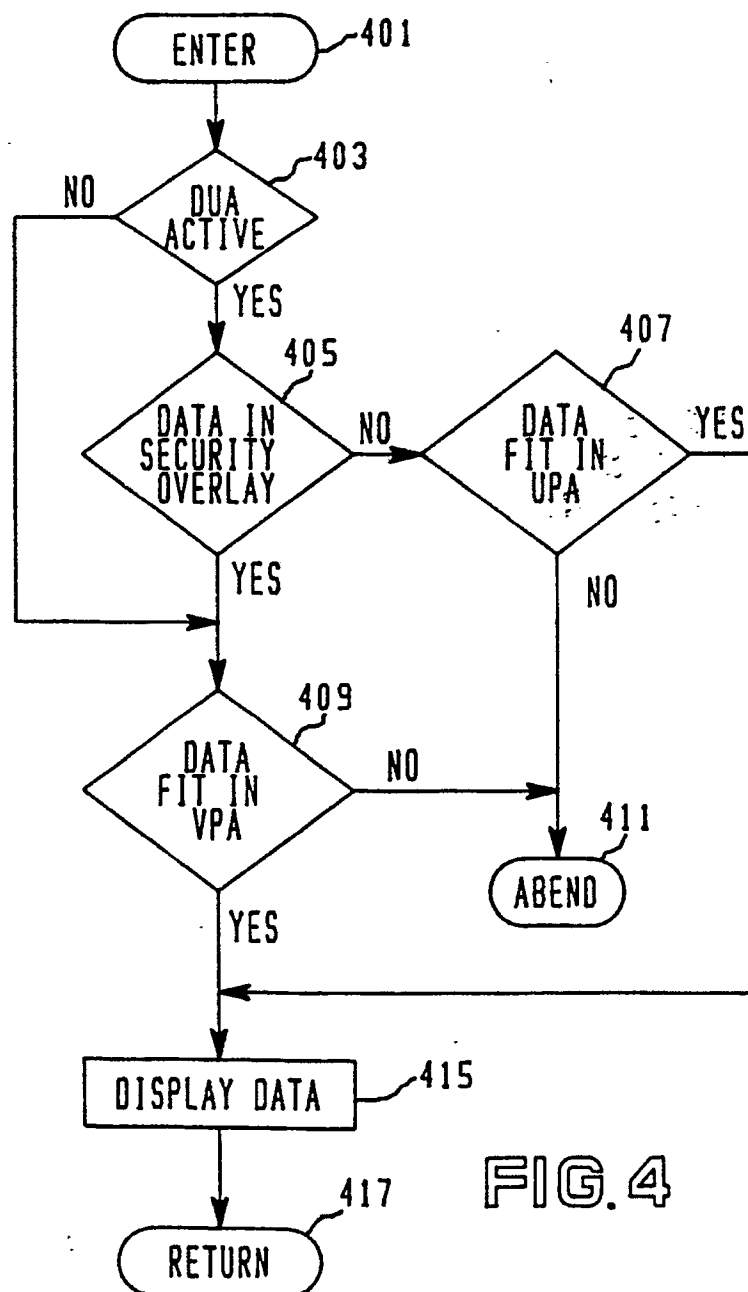 ENTER
401
403
NO
DUA
ACTIVE
YES
405
407
DATA IN
SECURITY
OVERLAY
NO
DATA
FIT IN
UPA
YES
YES
NO
409
DATA
FIT IN
VPA
NO
411
ABEND
YES
DISPLAY DATA
415
FIG. 4
417
RETURN